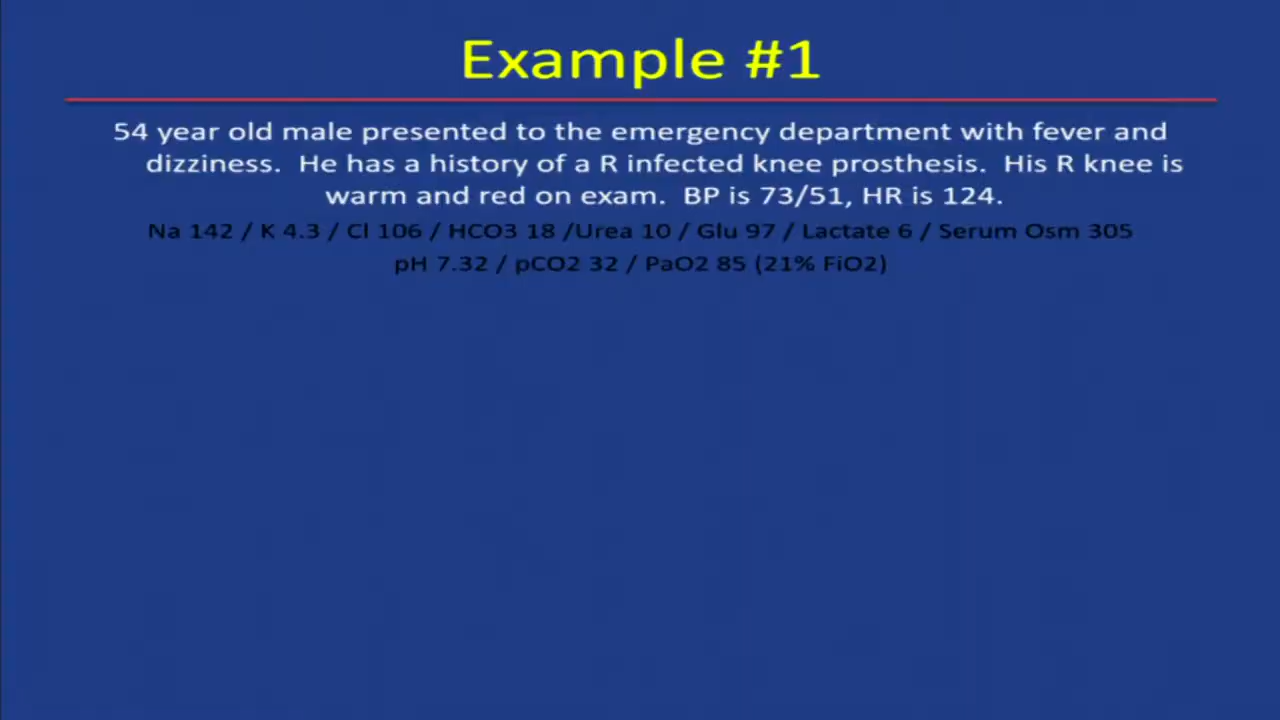 Example #1
54 year old male presented to the emergency department with fever and
dizziness. He has a history of a R infected knee prosthesis. His R knee is
warm and red on exam. BP is 73/51, HR is 124.
Na 142 / K 4.3 / Cl 106 / HCO3 18 /Urea 10 / Glu 97 / Lactate 6 / Serum Osm 305
pH 7.32 / pCO2 32 / PaO2 85 (21% FiO2)